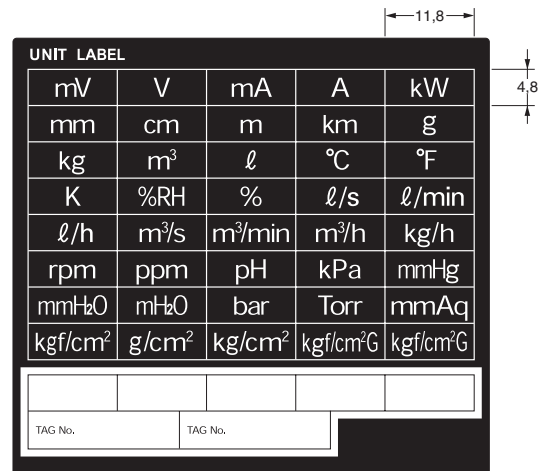 11,8
UNIT LABEL
4,8
mV V mA A kW
mm cm m km g
kg m³ ℓ °C °F
K %RH % ℓ/s ℓ/min
ℓ/h m³/s m³/min m³/h kg/h
rpm ppm pH kPa mmHg
mmH₂O mH₂O bar Torr mmAq
kgf/cm² g/cm² kg/cm² kgf/cm²G kgf/cm²G
TAG No. TAG No.